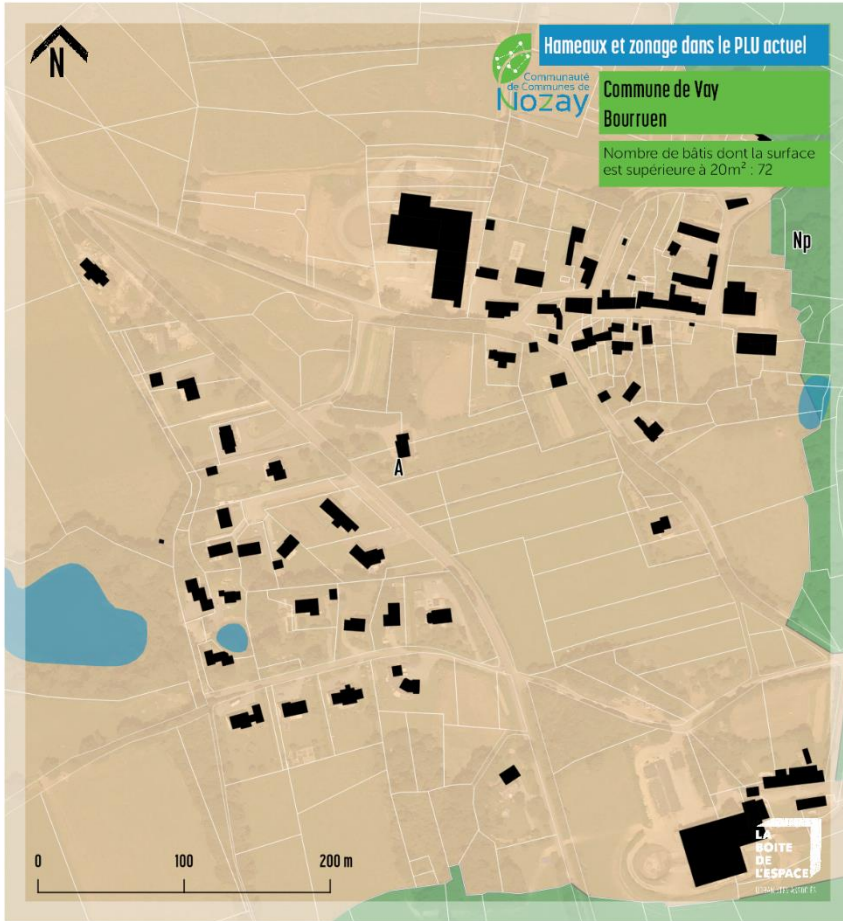 N
Hameaux et zonage dans le PLU actuel
Communauté
de Communes de
Nozay
Commune de Vay
Bourruen
Nombre de bâtis dont la surface
est supérieure à 20m² : 72
Np
A
0 100 200 m
LA
BOITE
DE
L'ESPACE